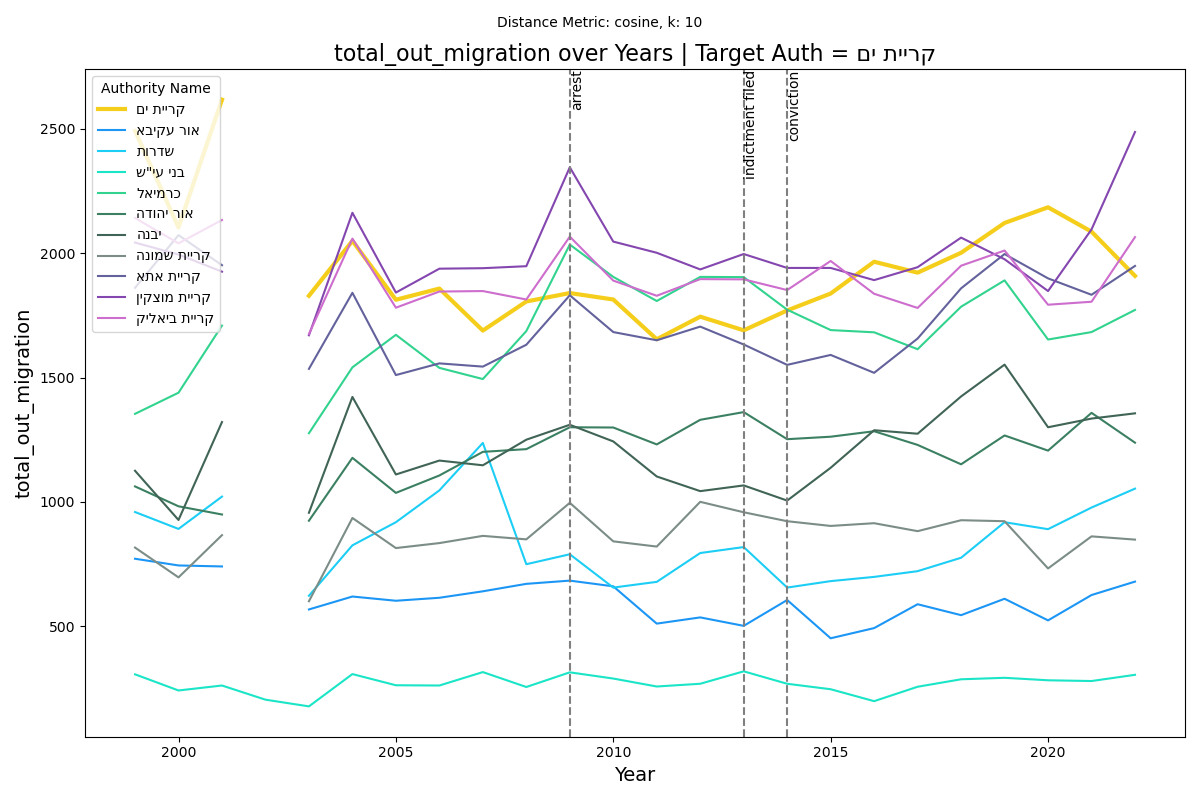 Distance Metric: cosine, k: 10
total_out_migration over Years | Target Auth = קריית ים
Authority Name
קריית ים
אור עקיבא
שדרות
בני עי"ש
כרמיאל
אור יהודה
יבנה
קריית שמונה
קריית אתא
קריית מוצקין
קריית ביאליק
arrest
indictment filed
conviction
2500
2000
1500
1000
500
total_out_migration
2000
2005
2010
2015
2020
Year